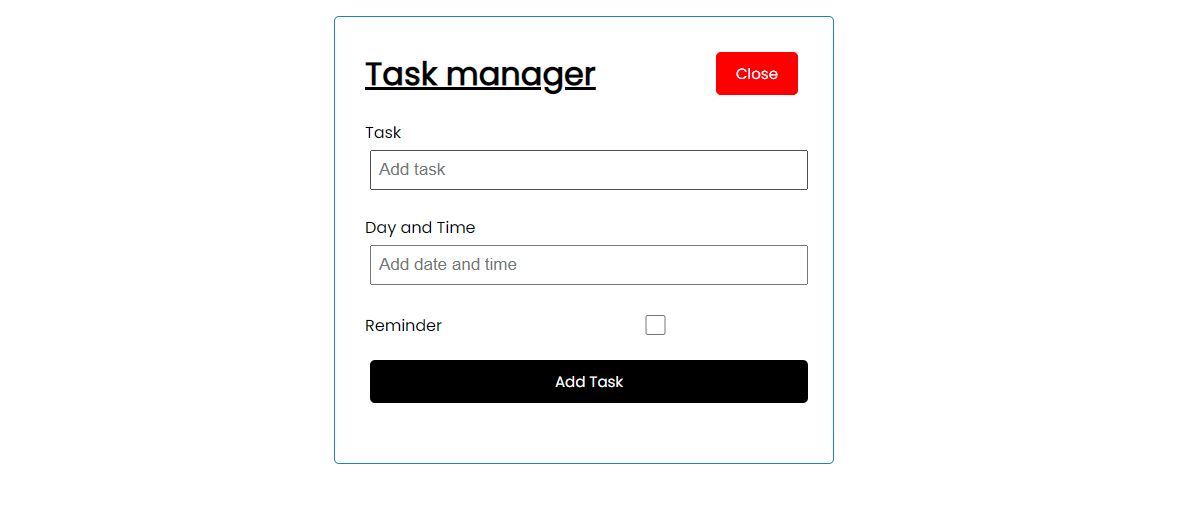 Task manager
Close
Task
Add task
Day and Time
Add date and time
Reminder
Add Task